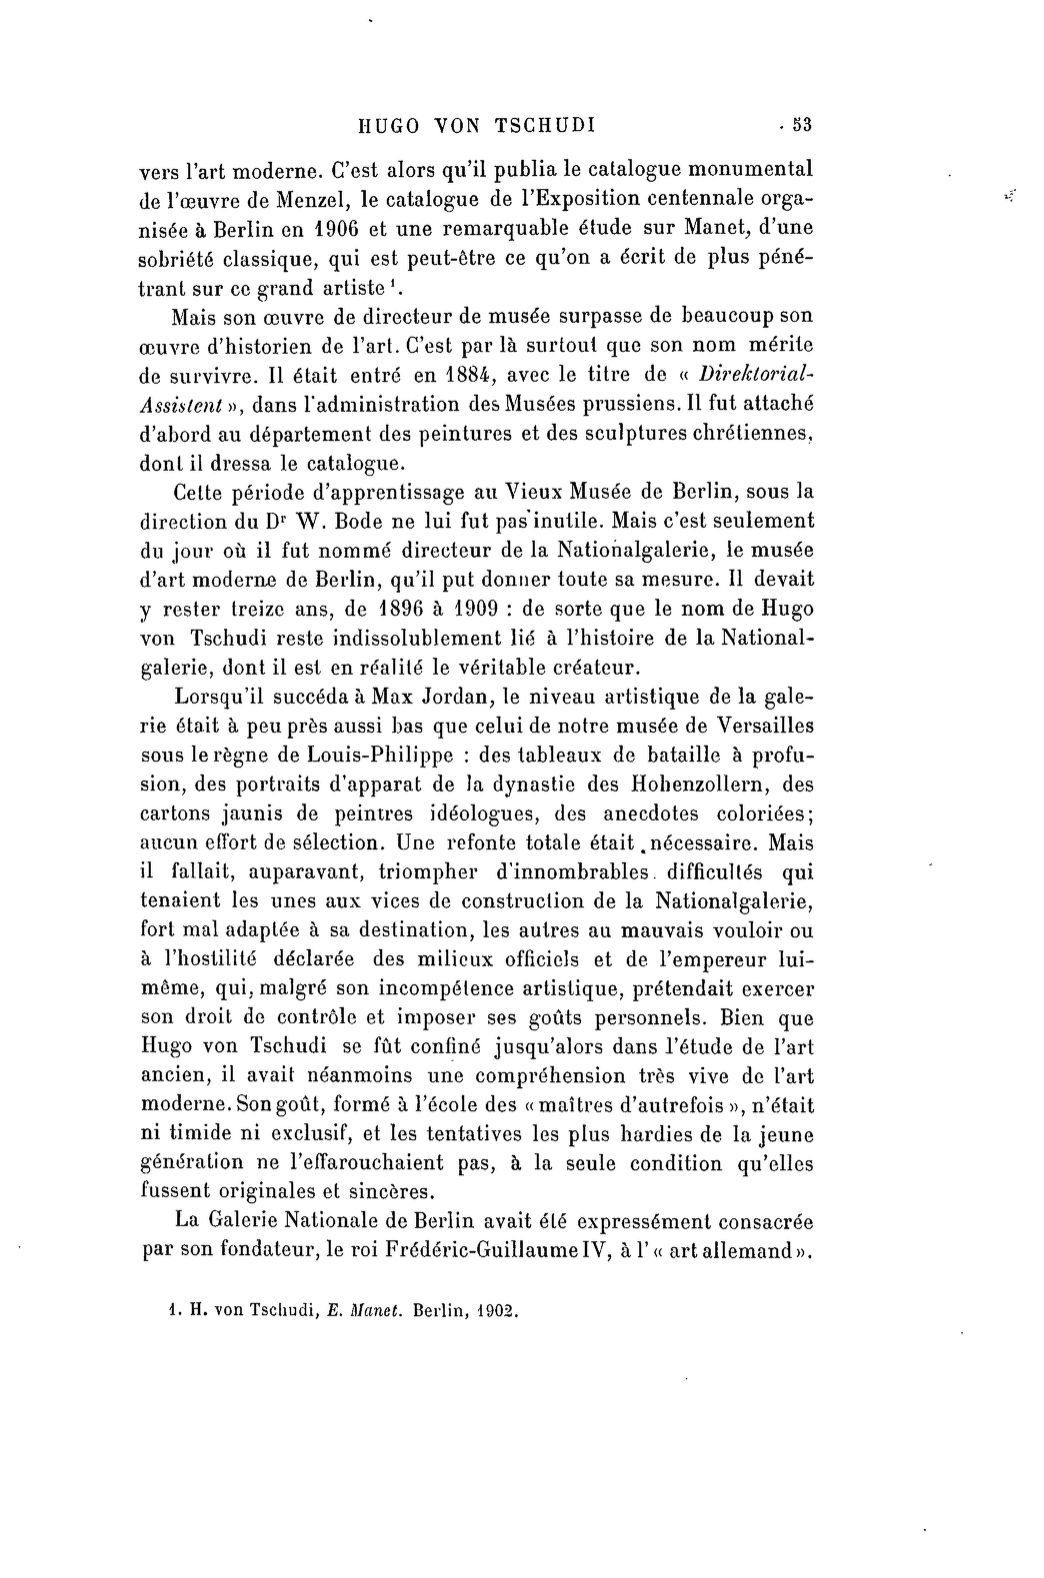 HUGO VON TSCHUDI 53
vers l'art moderne. C'est alors qu'il publia le catalogue monumental
de l'œuvre de Menzel, le catalogue de l'Exposition centennale orga-
nisée à Berlin en 1906 et une remarquable étude sur Manet, d'une
sobriété classique, qui est peut-être ce qu'on a écrit de plus péné-
trant sur ce grand artiste ¹.
Mais son œuvre de directeur de musée surpasse de beaucoup son
œuvre d'historien de l'art. C'est par là surtout que son nom mérite
de survivre. Il était entré en 1884, avec le titre de « Direktorial-
Assistent », dans l'administration des Musées prussiens. Il fut attaché
d'abord au département des peintures et des sculptures chrétiennes,
dont il dressa le catalogue.
Cette période d'apprentissage au Vieux Musée de Berlin, sous la
direction du Dr W. Bode ne lui fut pas inutile. Mais c'est seulement
du jour où il fut nommé directeur de la Nationalgalerie, le musée
d'art moderne de Berlin, qu'il put donner toute sa mesure. Il devait
y rester treize ans, de 1896 à 1909 : de sorte que le nom de Hugo
von Tschudi reste indissolublement lié à l'histoire de la National-
galerie, dont il est en réalité le véritable créateur.
Lorsqu'il succéda à Max Jordan, le niveau artistique de la gale-
rie était à peu près aussi bas que celui de notre musée de Versailles
sous le règne de Louis-Philippe : des tableaux de bataille à profu-
sion, des portraits d'apparat de la dynastie des Hohenzollern, des
cartons jaunis de peintres idéologues, des anecdotes coloriées;
aucun effort de sélection. Une refonte totale était nécessaire. Mais
il fallait, auparavant, triompher d'innombrables difficultés qui
tenaient les unes aux vices de construction de la Nationalgalerie,
fort mal adaptée à sa destination, les autres au mauvais vouloir ou
à l'hostilité déclarée des milieux officiels et de l'empereur lui-
même, qui, malgré son incompétence artistique, prétendait exercer
son droit de contrôle et imposer ses goûts personnels. Bien que
Hugo von Tschudi se fût confiné jusqu'alors dans l'étude de l'art
ancien, il avait néanmoins une compréhension très vive de l'art
moderne. Son goût, formé à l'école des « maîtres d'autrefois », n'était
ni timide ni exclusif, et les tentatives les plus hardies de la jeune
génération ne l'effarouchaient pas, à la seule condition qu'elles
fussent originales et sincères.
La Galerie Nationale de Berlin avait été expressément consacrée
par son fondateur, le roi Frédéric-Guillaume IV, à l' « art allemand ».
1. H. von Tschudi, E. Manet. Berlin, 1902.